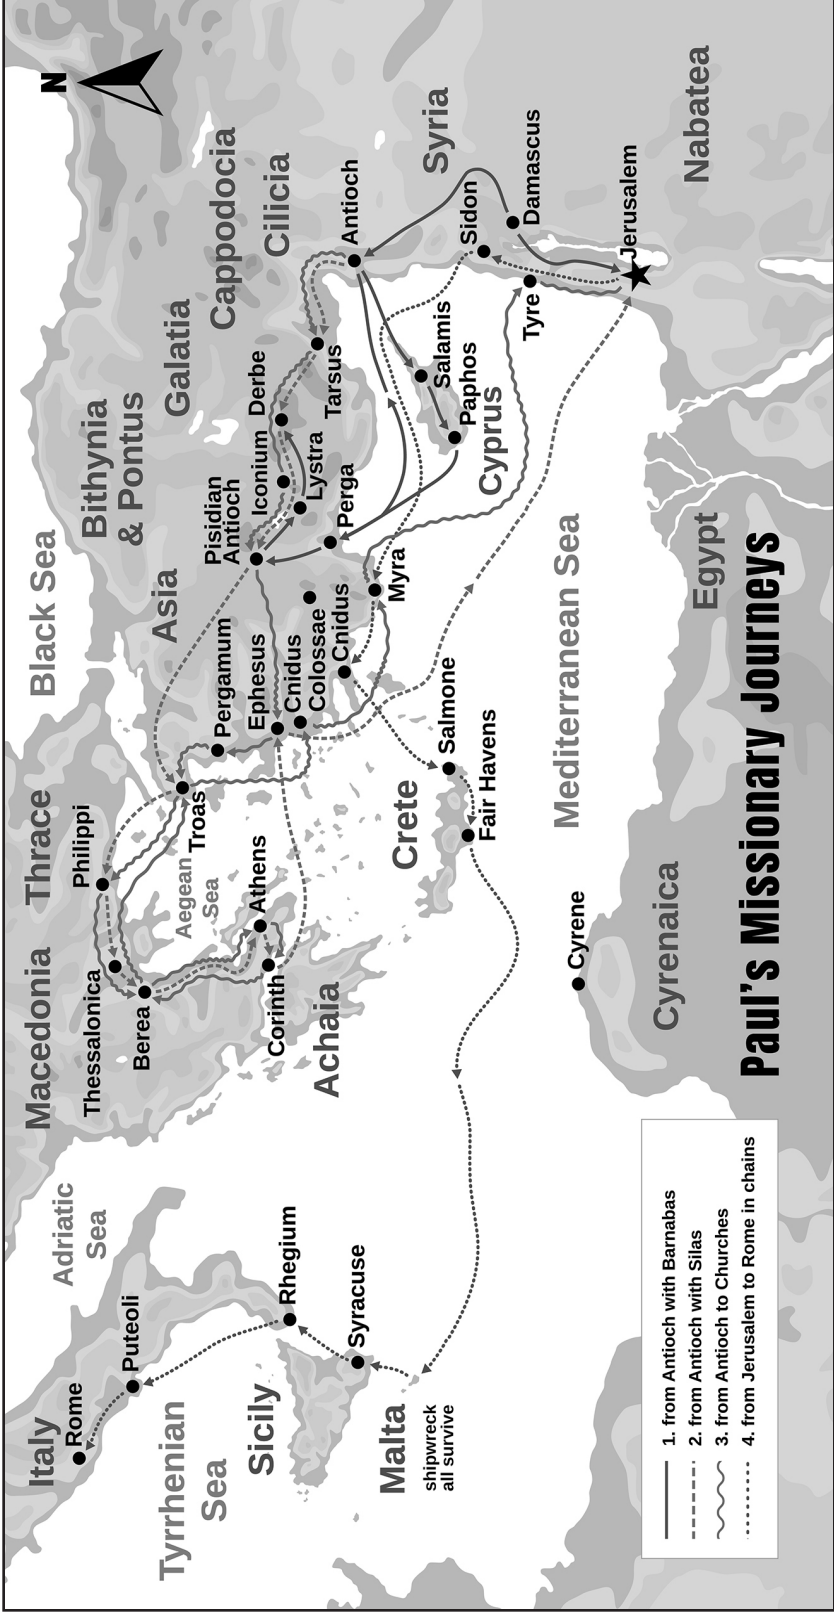 N
Black Sea
Adriatic
Sea
Tyrrhenian
Sea
Aegean
Sea
Mediterranean Sea
Italy
Sicily
Malta
shipwreck
all survive
Macedonia
Thrace
Achaia
Crete
Asia
Bithynia
& Pontus
Galatia
Cappodocia
Cilicia
Syria
Cyprus
Nabatea
Egypt
Cyrenaica
Rome
Puteoli
Rhegium
Syracuse
Thessalonica
Berea
Philippi
Corinth
Athens
Troas
Pergamum
Ephesus
Cnidus
Colossae
Cnidus
Salmone
Fair Havens
Cyrene
Myra
Perga
Pisidian
Antioch
Iconium
Lystra
Derbe
Tarsus
Antioch
Salamis
Paphos
Sidon
Tyre
Damascus
Jerusalem
Paul's Missionary Journeys
1. from Antioch with Barnabas
2. from Antioch with Silas
3. from Antioch to Churches
4. from Jerusalem to Rome in chains